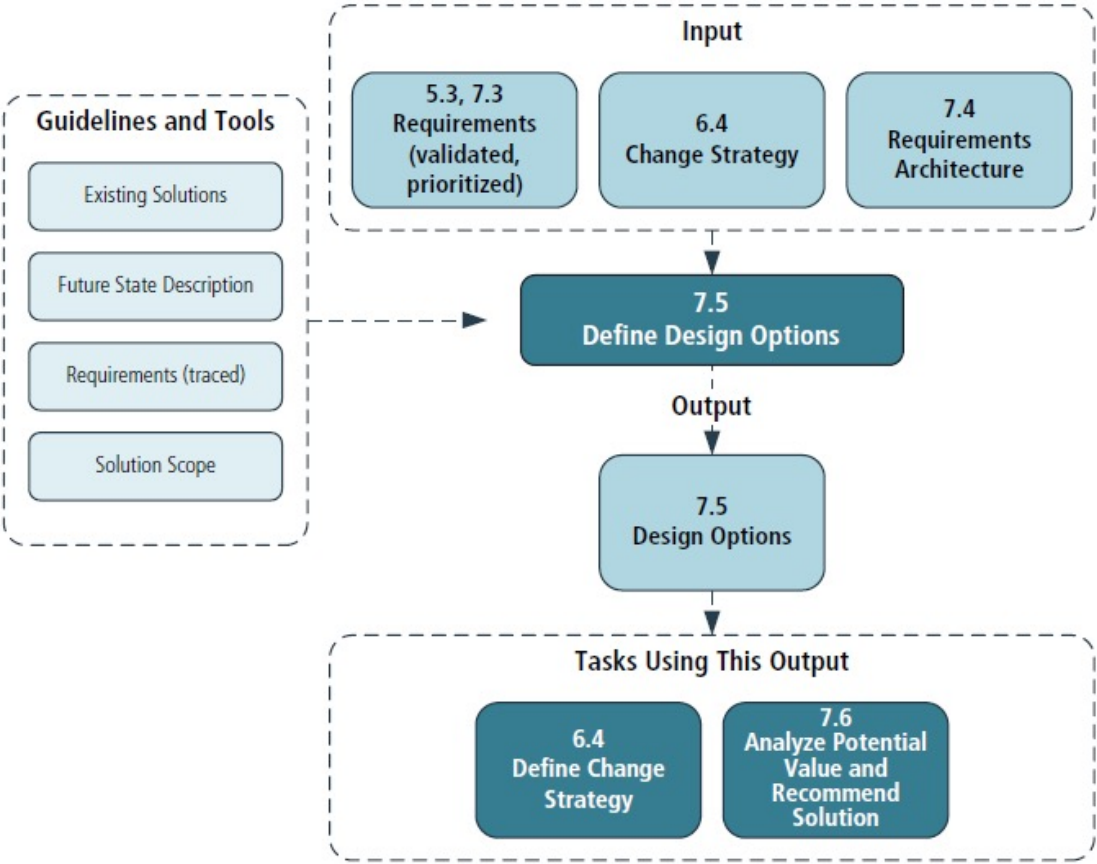 Input
5.3, 7.3
Requirements
(validated,
prioritized)
6.4
Change Strategy
7.4
Requirements
Architecture
Guidelines and Tools
Existing Solutions
Future State Description
Requirements (traced)
Solution Scope
7.5
Define Design Options
Output
7.5
Design Options
Tasks Using This Output
6.4
Define Change
Strategy
7.6
Analyze Potential
Value and
Recommend
Solution